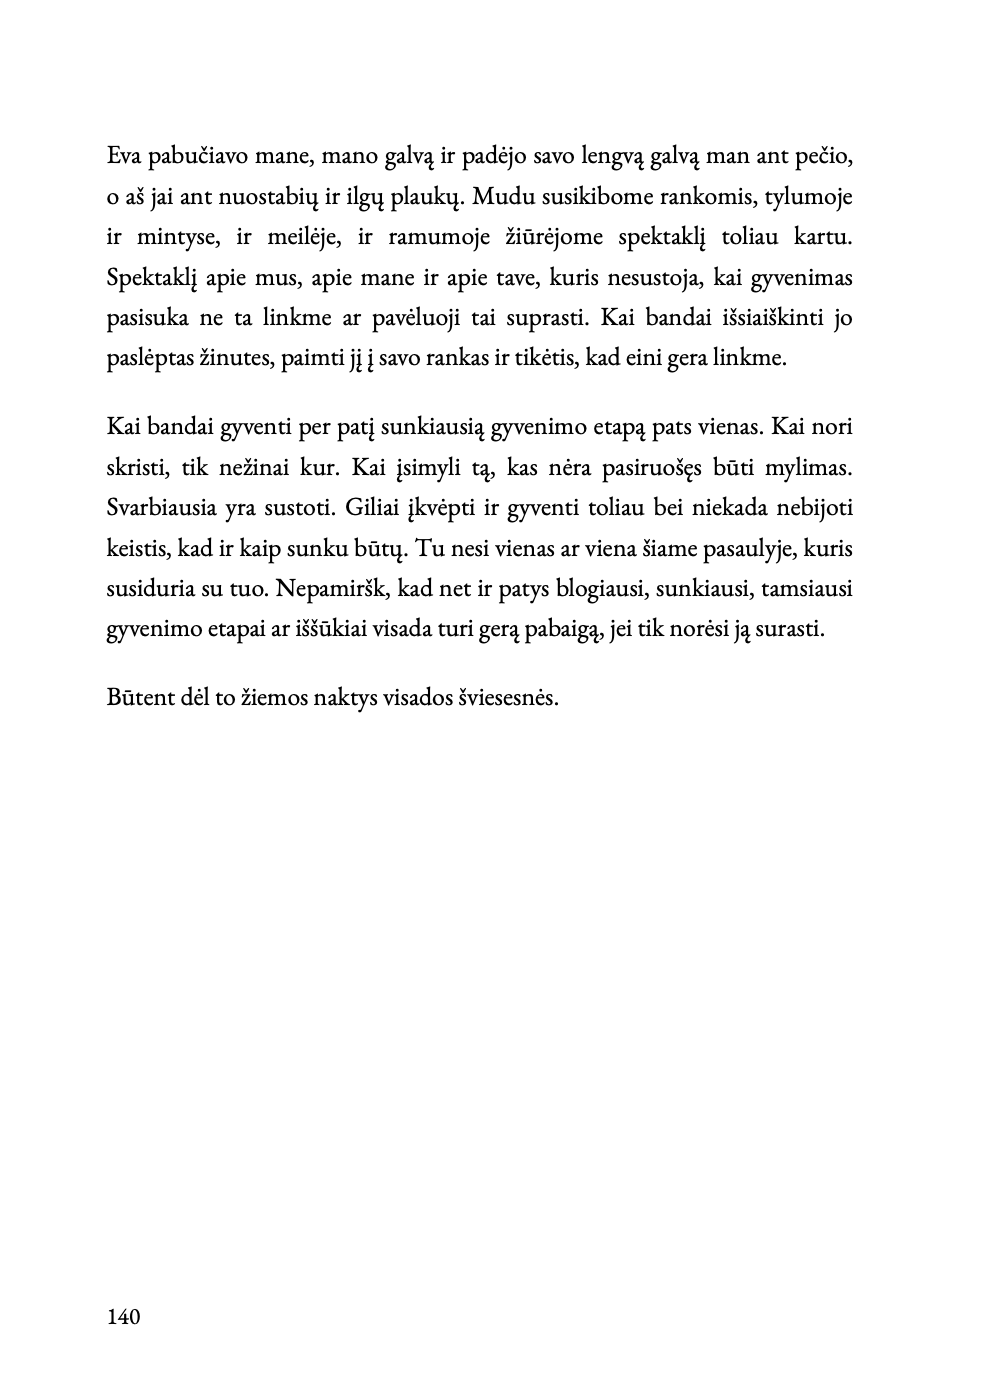 Eva pabučiavo mane, mano galvą ir padėjo savo lengvą galvą man ant pečio,
o aš jai ant nuostabių ir ilgų plaukų. Mudu susikibome rankomis, tylumoje
ir mintyse, ir meilėje, ir ramumoje žiūrėjome spektaklį toliau kartu.
Spektaklį apie mus, apie mane ir apie tave, kuris nesustoja, kai gyvenimas
pasisuka ne ta linkme ar pavėluoji tai suprasti. Kai bandai išsiaiškinti jo
paslėptas žinutes, paimti jį į savo rankas ir tikėtis, kad eini gera linkme.
Kai bandai gyventi per patį sunkiausią gyvenimo etapą pats vienas. Kai nori
skristi, tik nežinai kur. Kai įsimyli tą, kas nėra pasiruošęs būti mylimas.
Svarbiausia yra sustoti. Giliai įkvėpti ir gyventi toliau bei niekada nebijoti
keistis, kad ir kaip sunku būtų. Tu nesi vienas ar viena šiame pasaulyje, kuris
susiduria su tuo. Nepamiršk, kad net ir patys blogiausi, sunkiausi, tamsiausi
gyvenimo etapai ar iššūkiai visada turi gerą pabaigą, jei tik norėsi ją surasti.
Būtent dėl to žiemos naktys visados šviesesnės.
140